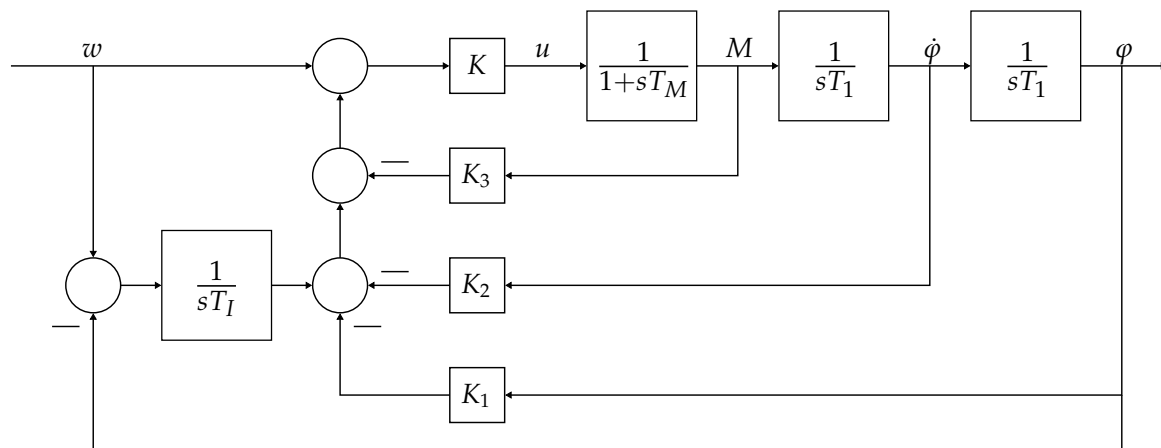 w
K
u
1
1+sT_M
M
1
sT_1
φ̇
1
sT_1
φ
—
K_3
1
sT_I
—
K_2
—
—
K_1